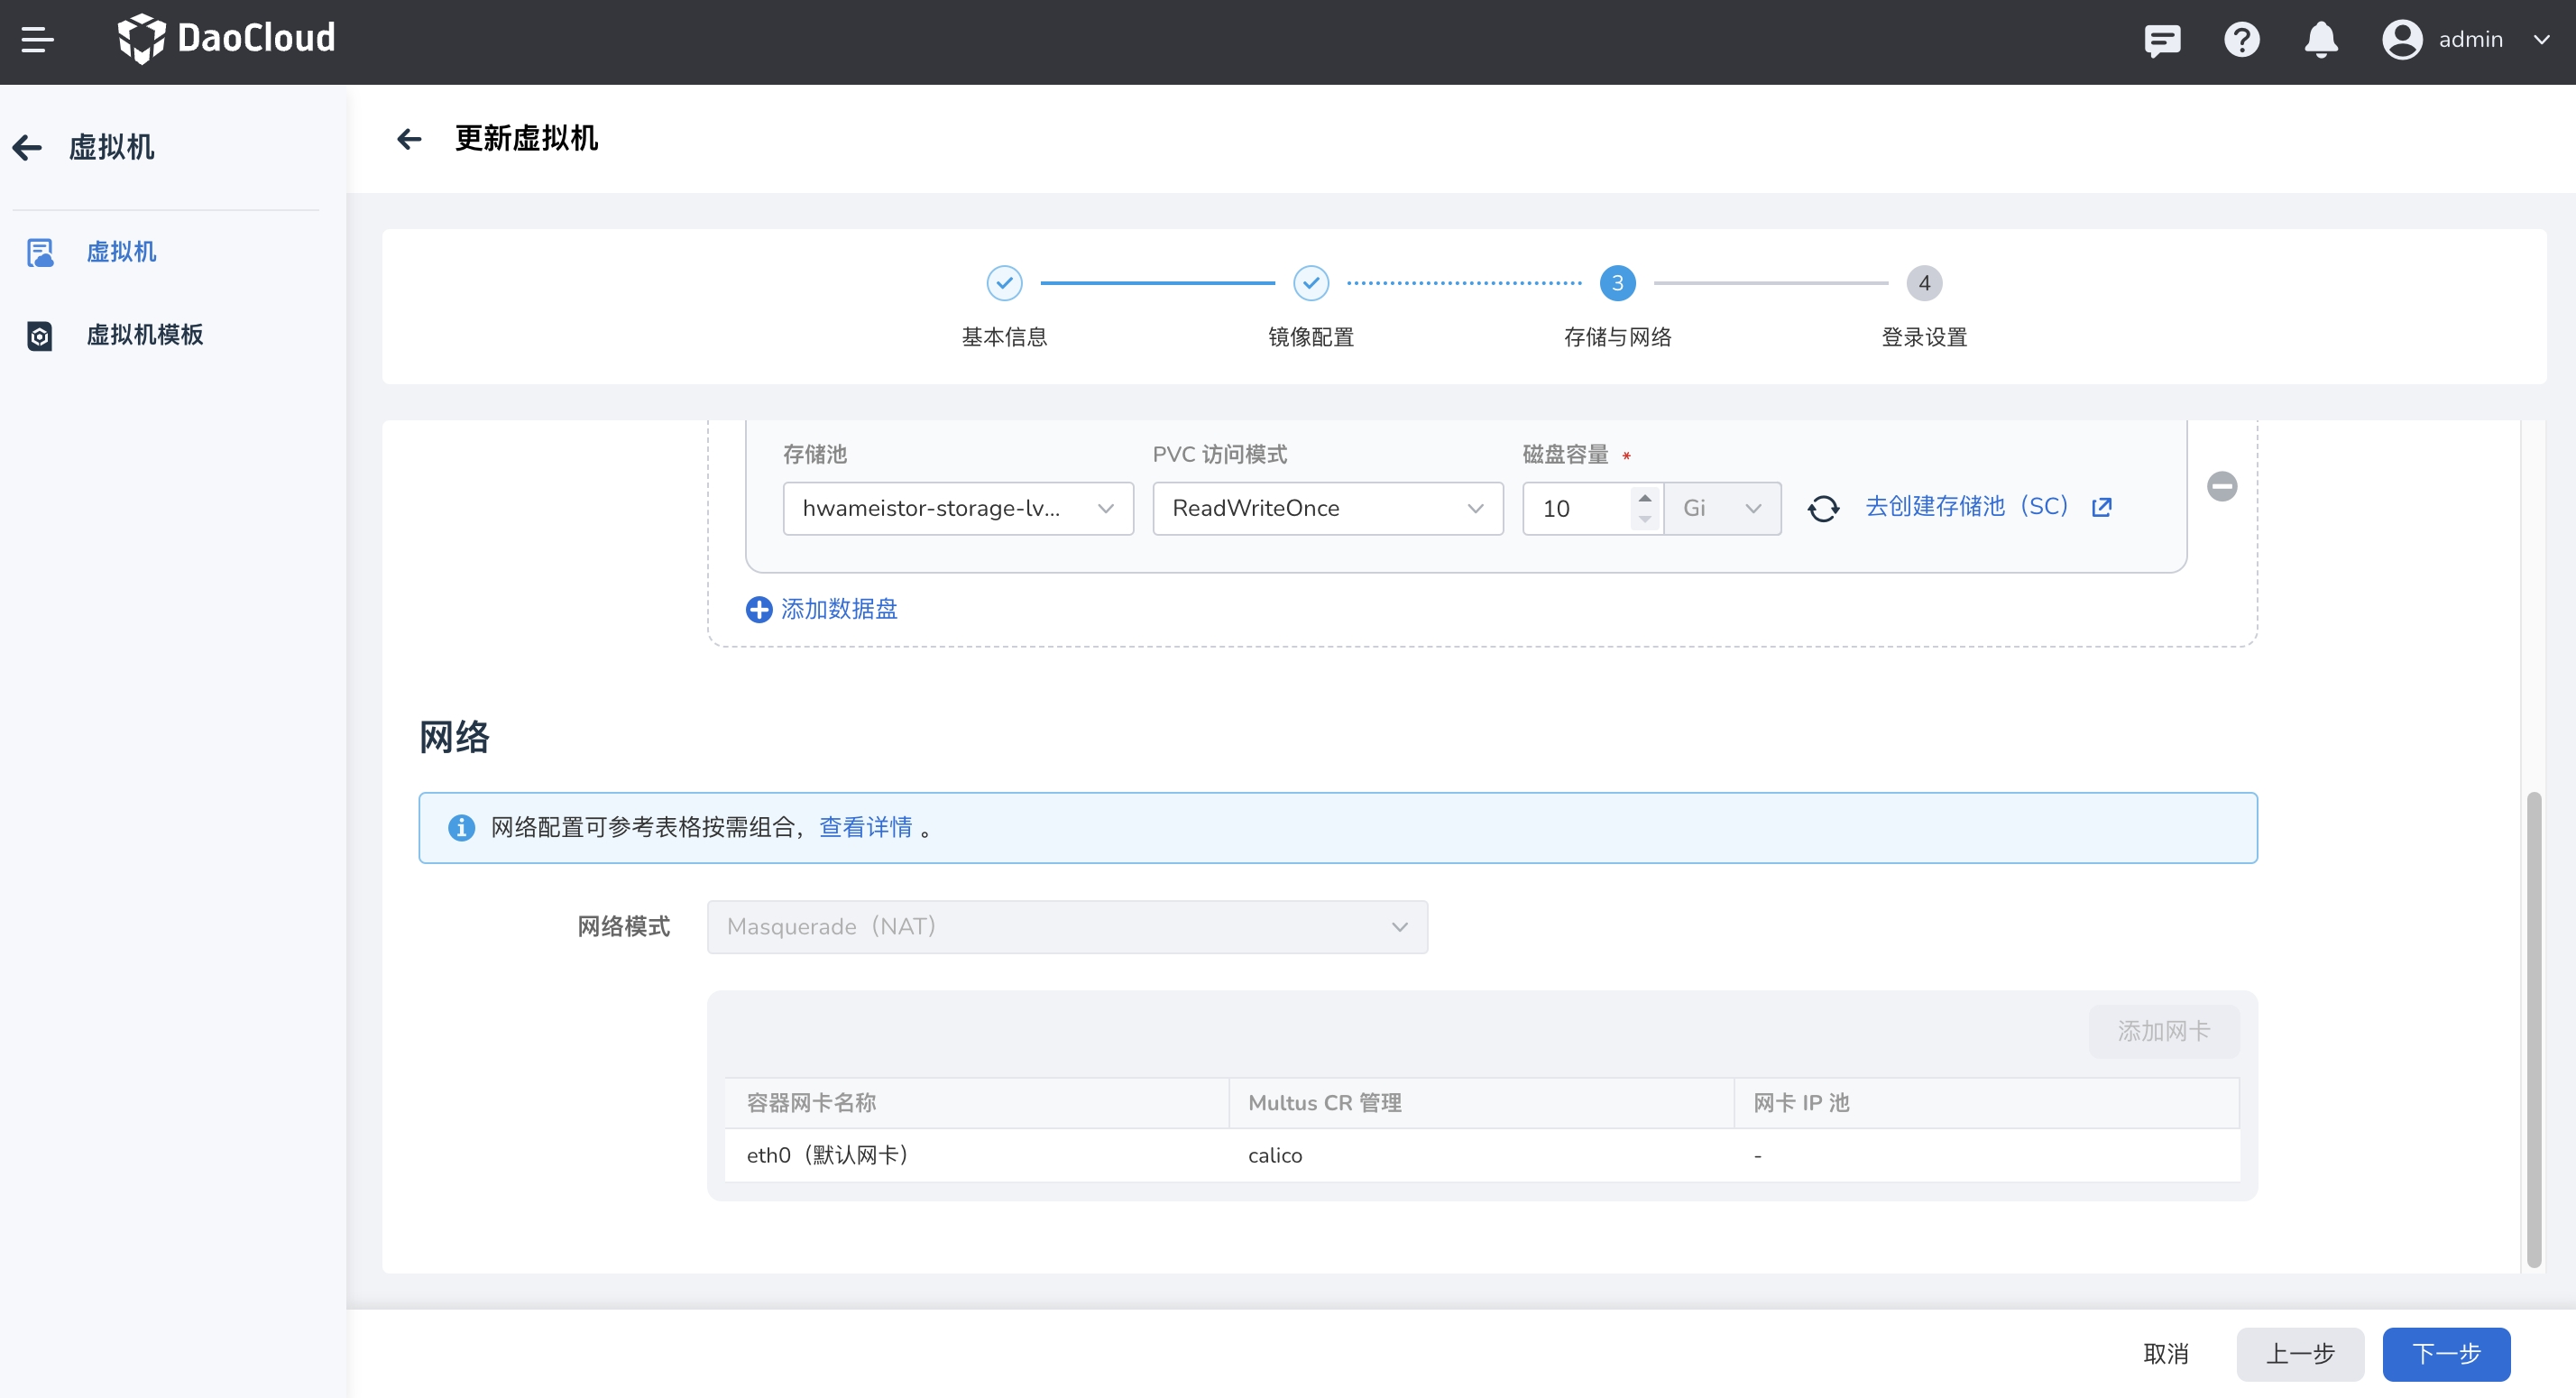 DaoCloud
admin
虚拟机
虚拟机
虚拟机模板
更新虚拟机
3
4
基本信息
镜像配置
存储与网络
登录设置
存储池
PVC 访问模式
磁盘容量 *
hwameistor-storage-lv...
ReadWriteOnce
10
Gi
去创建存储池（SC）
添加数据盘
网络
网络配置可参考表格按需组合，查看详情 。
网络模式
Masquerade（NAT）
添加网卡
容器网卡名称
Multus CR 管理
网卡 IP 池
eth0（默认网卡）
calico
-
取消
上一步
下一步